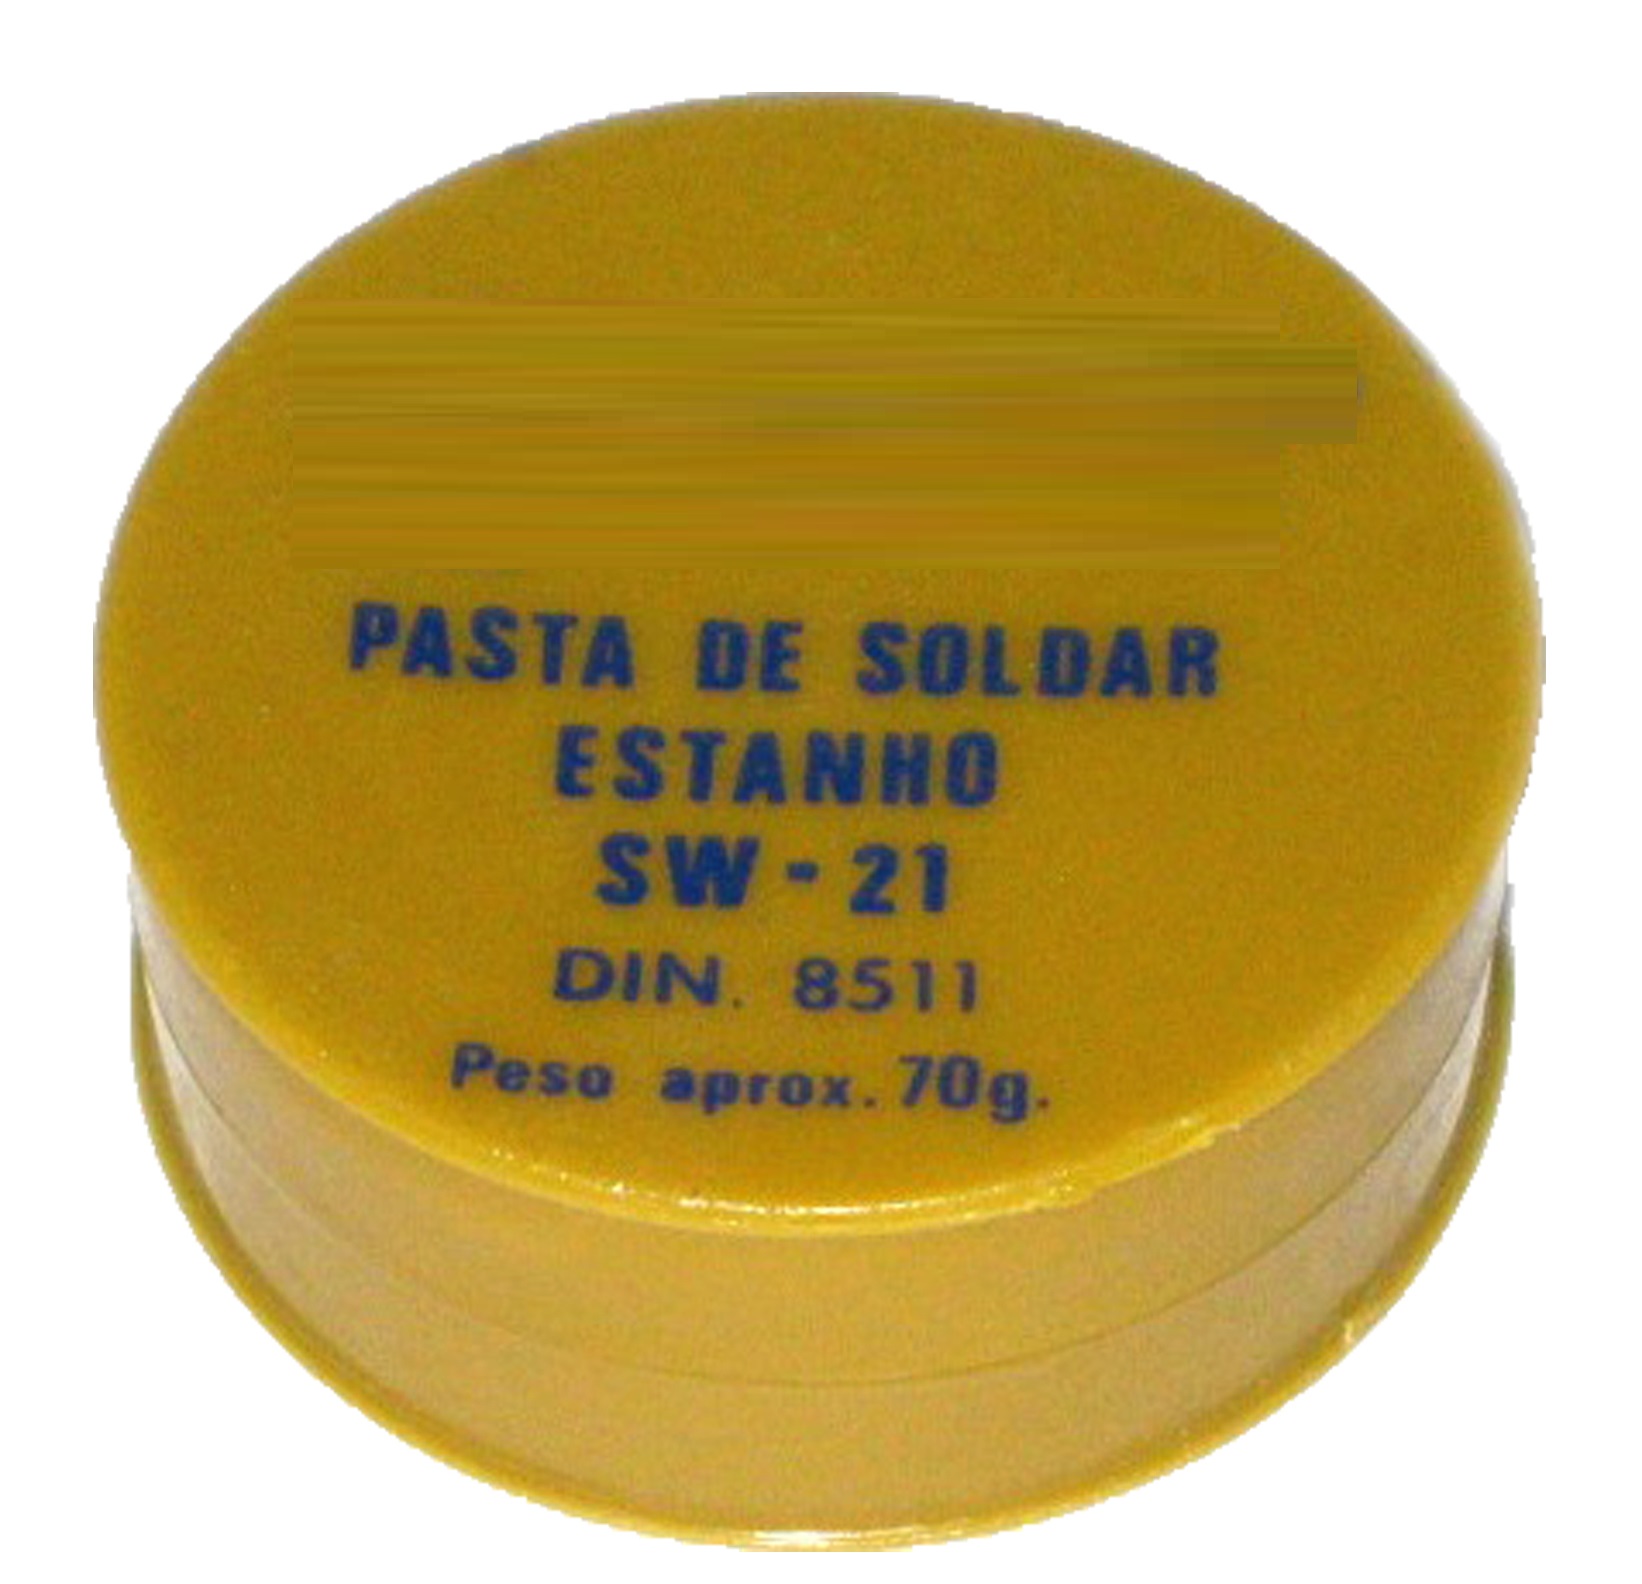 PASTA DE SOLDAR
ESTANHO
SW - 21
DIN. 8511
Peso aprox. 70g.